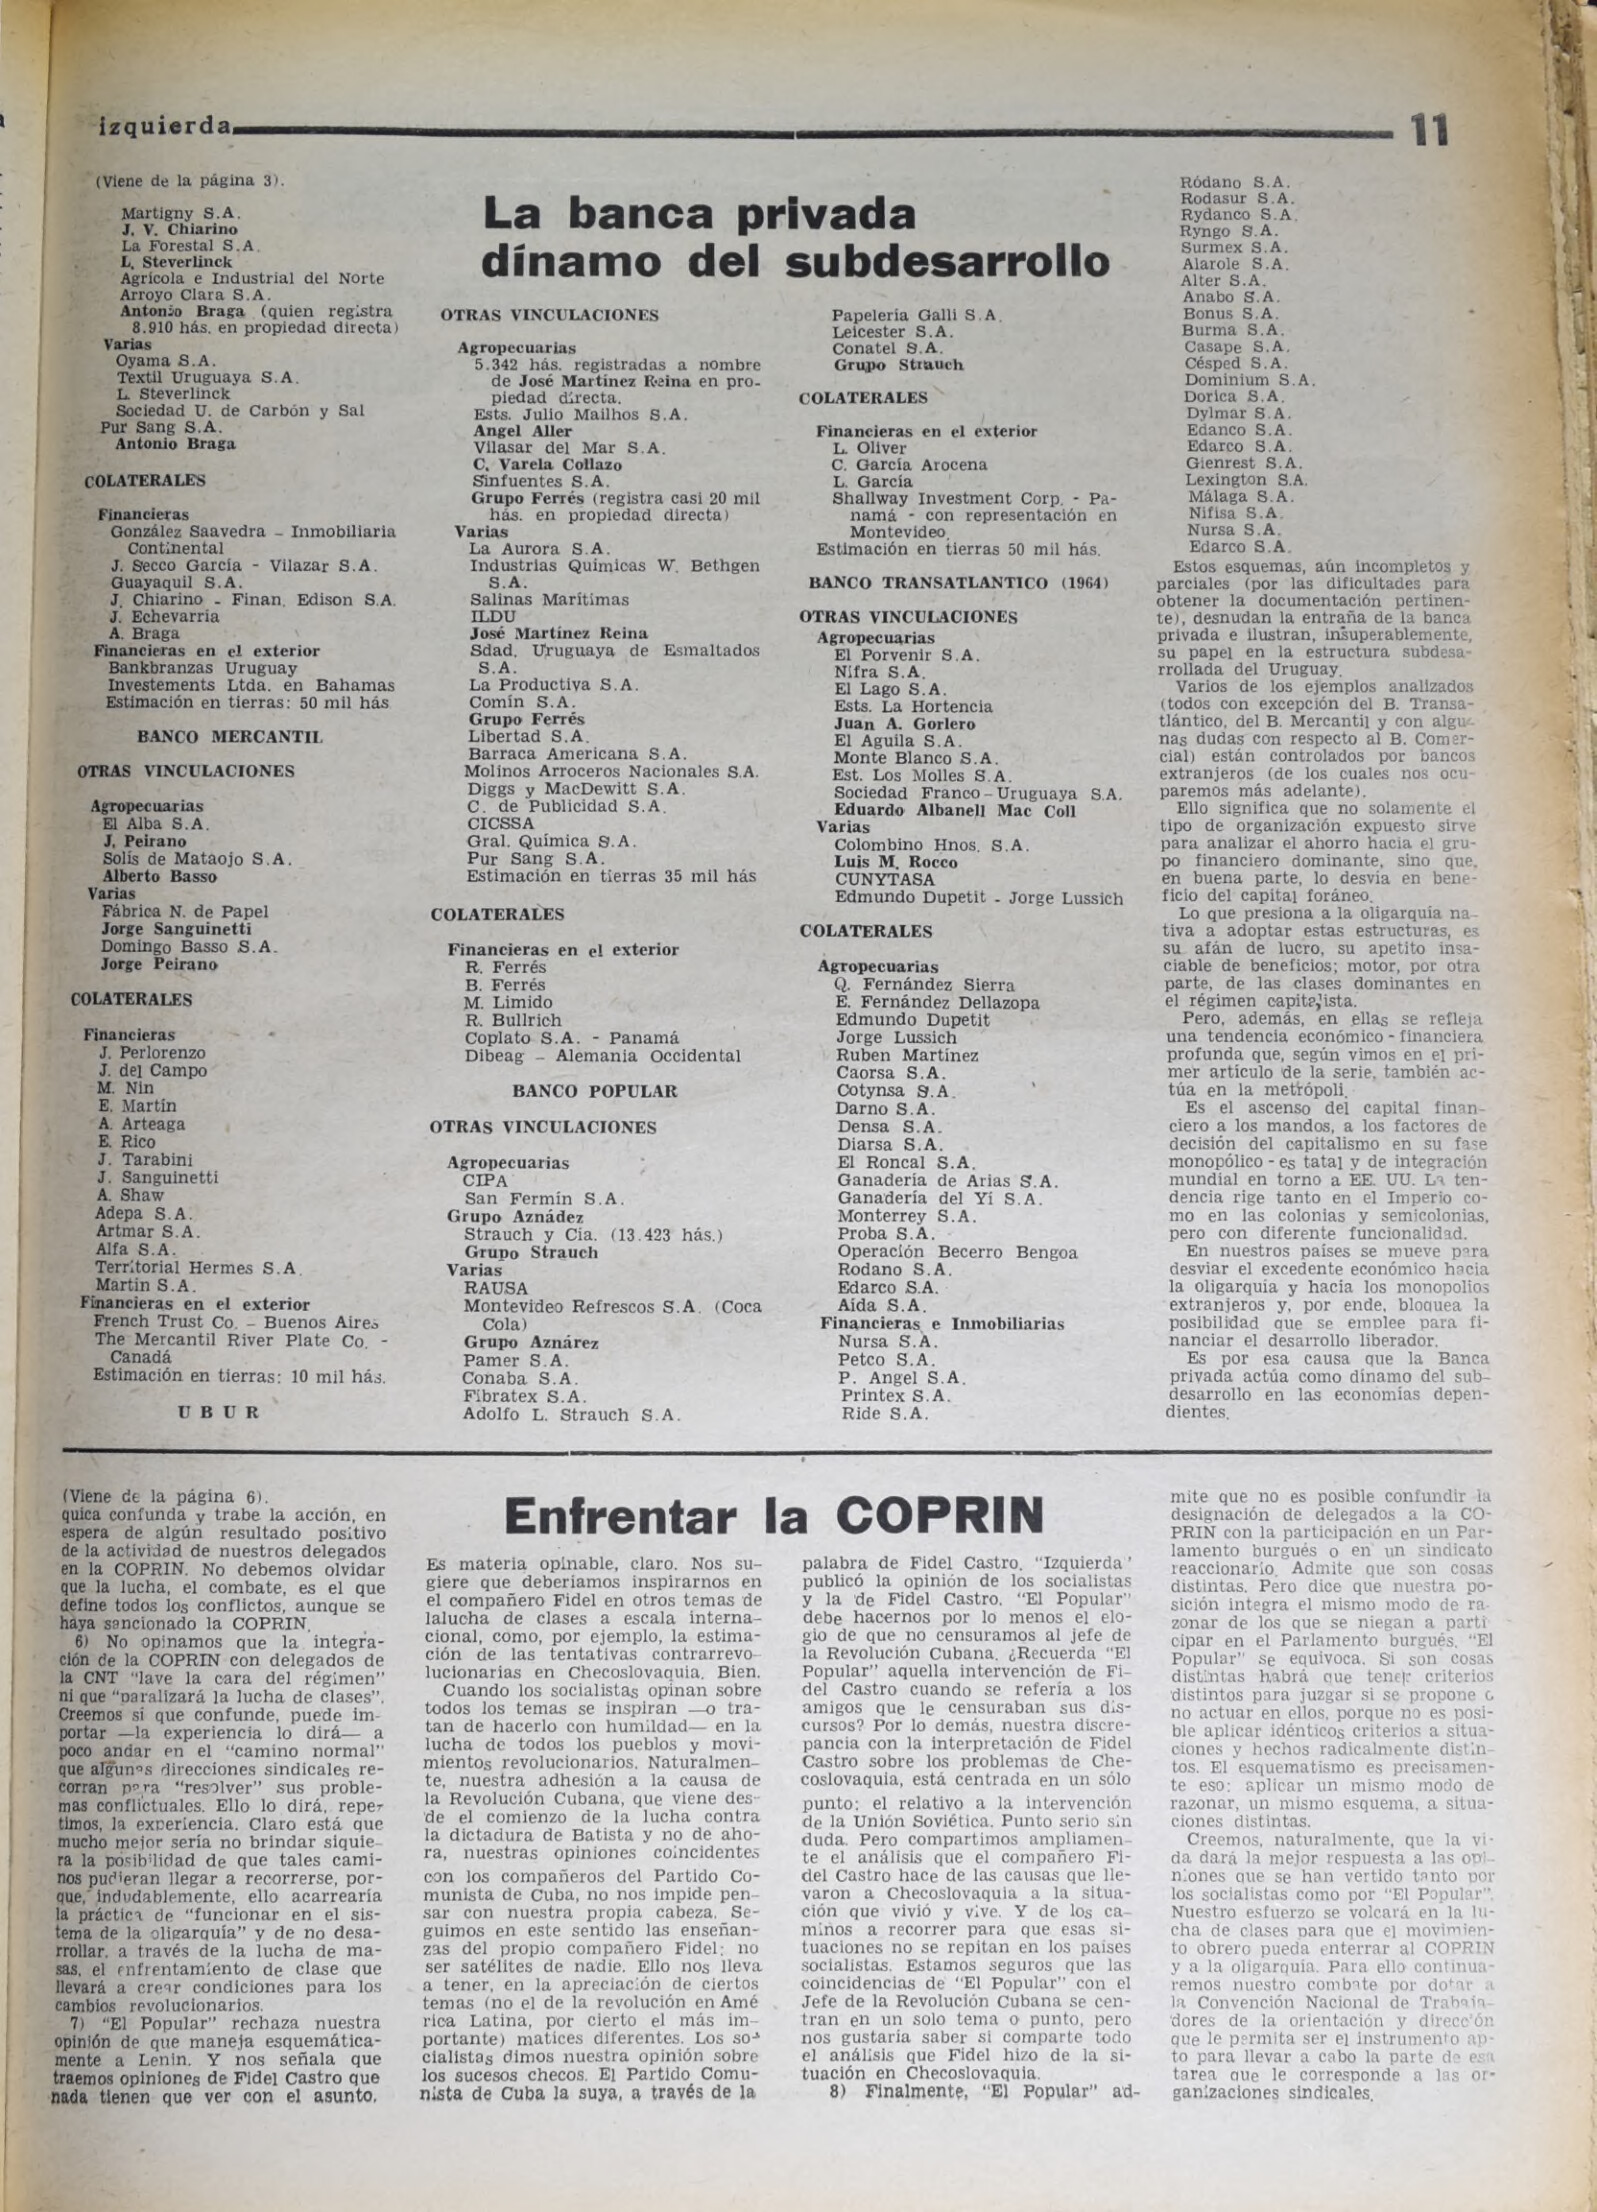 izquierda
11
(Viene de la página 3).
Martigny S.A.
J. V. Chiarino
La Forestal S.A.
L. Steverlinck
Agrícola e Industrial del Norte
Arroyo Clara S.A.
Antonio Braga (quien registra
8.910 hás. en propiedad directa)
Varias
Oyama S.A.
Textil Uruguaya S.A.
L. Steverlinck
Sociedad U. de Carbón y Sal
Pur Sang S.A.
Antonio Braga
COLATERALES
Financieras
González Saavedra – Inmobiliaria
Continental
J. Secco García - Vilazar S.A.
Guayaquil S.A.
J. Chiarino - Finan. Edison S.A.
J. Echevarría
A. Braga
Financieras en el exterior
Bankbranzas Uruguay
Investements Ltda. en Bahamas
Estimación en tierras: 50 mil hás
BANCO MERCANTIL
OTRAS VINCULACIONES
Agropecuarias
El Alba S.A.
J. Peirano
Solís de Mataojo S.A.
Alberto Basso
Varias
Fábrica N. de Papel
Jorge Sanguinetti
Domingo Basso S.A.
Jorge Peirano
COLATERALES
Financieras
J. Perlorenzo
J. del Campo
M. Nin
E. Martín
A. Arteaga
E. Rico
J. Tarabini
J. Sanguinetti
A. Shaw
Adepa S.A.
Artmar S.A.
Alfa S.A.
Territorial Hermes S.A.
Martin S.A.
Financieras en el exterior
French Trust Co. – Buenos Aires
The Mercantil River Plate Co. -
Canadá
Estimación en tierras: 10 mil hás.
U B U R
La banca privada
dínamo del subdesarrollo
OTRAS VINCULACIONES
Agropecuarias
5.342 hás. registradas a nombre
de José Martínez Reina en pro-
piedad directa.
Ests. Julio Mailhos S.A.
Angel Aller
Vilasar del Mar S.A.
C. Varela Collazo
Sinfuentes S.A.
Grupo Ferrés (registra casi 20 mil
hás. en propiedad directa)
Varias
La Aurora S.A.
Industrias Químicas W. Bethgen
S.A.
Salinas Marítimas
ILDU
José Martínez Reina
Sdad. Uruguaya de Esmaltados
S.A.
La Productiva S.A.
Comin S.A.
Grupo Ferrés
Libertad S.A.
Barraca Americana S.A.
Molinos Arroceros Nacionales S.A.
Diggs y MacDewitt S.A.
C. de Publicidad S.A.
CICSSA
Gral. Química S.A.
Pur Sang S.A.
Estimación en tierras 35 mil hás
COLATERALES
Financieras en el exterior
R. Ferrés
B. Ferrés
M. Limido
R. Bullrich
Coplato S.A. - Panamá
Dibeag – Alemania Occidental
BANCO POPULAR
OTRAS VINCULACIONES
Agropecuarias
CIPA
San Fermín S.A.
Grupo Aznádez
Strauch y Cia. (13.423 hás.)
Grupo Strauch
Varias
RAUSA
Montevideo Refrescos S.A. (Coca
Cola)
Grupo Aznárez
Pamer S.A.
Conaba S.A.
Fibratex S.A.
Adolfo L. Strauch S.A.
Papelería Galli S.A.
Leicester S.A.
Conatel S.A.
Grupo Strauch
COLATERALES
Financieras en el exterior
L. Oliver
C. García Arocena
L. García
Shallway Investment Corp. - Pa-
namá - con representación en
Montevideo.
Estimación en tierras 50 mil hás.
BANCO TRANSATLANTICO (1964)
OTRAS VINCULACIONES
Agropecuarias
El Porvenir S.A.
Nifra S.A.
El Lago S.A.
Ests. La Hortencia
Juan A. Gorlero
El Aguila S.A.
Monte Blanco S.A.
Est. Los Molles S.A.
Sociedad Franco-Uruguaya S.A.
Eduardo Albanell Mac Coll
Varias
Colombino Hnos. S.A.
Luis M. Rocco
CUNYTASA
Edmundo Dupetit - Jorge Lussich
COLATERALES
Agropecuarias
Q. Fernández Sierra
E. Fernández Dellazopa
Edmundo Dupetit
Jorge Lussich
Ruben Martínez
Caorsa S.A.
Cotynsa S.A.
Darno S.A.
Densa S.A.
Diarsa S.A.
El Roncal S.A.
Ganadería de Arias S.A.
Ganadería del Yi S.A.
Monterrey S.A.
Proba S.A.
Operación Becerro Bengoa
Rodano S.A.
Edarco S.A.
Aida S.A.
Financieras e Inmobiliarias
Nursa S.A.
Petco S.A.
P. Angel S.A.
Printex S.A.
Ride S.A.
Ródano S.A.
Rodasur S.A.
Rydanco S.A.
Ryngo S.A.
Surmex S.A.
Alarole S.A.
Alter S.A.
Anabo S.A.
Bonus S.A.
Burma S.A.
Casape S.A.
Césped S.A.
Dominium S.A.
Dorica S.A.
Dylmar S.A.
Edanco S.A.
Edarco S.A.
Glenrest S.A.
Lexington S.A.
Málaga S.A.
Nifisa S.A.
Nursa S.A.
Edarco S.A.
Estos esquemas, aún incompletos y
parciales (por las dificultades para
obtener la documentación pertinen-
te), desnudan la entraña de la banca
privada e ilustran, insuperablemente,
su papel en la estructura subdesa-
rrollada del Uruguay.
Varios de los ejemplos analizados
(todos con excepción del B. Transa-
tlántico, del B. Mercantil y con algu-
nas dudas con respecto al B. Comer-
cial) están controlados por bancos
extranjeros (de los cuales nos ocu-
paremos más adelante).
Ello significa que no solamente el
tipo de organización expuesto sirve
para analizar el ahorro hacia el gru-
po financiero dominante, sino que,
en buena parte, lo desvía en bene-
ficio del capital foráneo.
Lo que presiona a la oligarquía na-
tiva a adoptar estas estructuras, es
su afán de lucro, su apetito insa-
ciable de beneficios; motor, por otra
parte, de las clases dominantes en
el régimen capitalista.
Pero, además, en ellas se refleja
una tendencia económico-financiera
profunda que, según vimos en el pri-
mer artículo de la serie, también ac-
túa en la metrópoli.
Es el ascenso del capital finan-
ciero a los mandos, a los factores de
decisión del capitalismo en su fase
monopólico-es tatal y de integración
mundial en torno a EE. UU. La ten-
dencia rige tanto en el Imperio co-
mo en las colonias y semicolonias,
pero con diferente funcionalidad.
En nuestros países se mueve para
desviar el excedente económico hacia
la oligarquía y hacia los monopolios
extranjeros y, por ende, bloquea la
posibilidad que se emplee para fi-
nanciar el desarrollo liberador.
Es por esa causa que la Banca
privada actúa como dínamo del sub-
desarrollo en las economías depen-
dientes.
(Viene de la página 6).
quica confunda y trabe la acción, en
espera de algún resultado positivo
de la actividad de nuestros delegados
en la COPRIN. No debemos olvidar
que la lucha, el combate, es el que
define todos los conflictos, aunque se
haya sancionado la COPRIN.
6) No opinamos que la integra-
ción de la COPRIN con delegados de
la CNT "lave la cara del régimen"
ni que "paralizará la lucha de clases".
Creemos sí que confunde, puede im-
portar —la experiencia lo dirá— a
poco andar en el "camino normal"
que algunas direcciones sindicales re-
corran para "resolver" sus proble-
mas conflictuales. Ello lo dirá, repe-
timos, la experiencia. Claro está que
mucho mejor sería no brindar siquie-
ra la posibilidad de que tales cami-
nos pudieran llegar a recorrerse, por-
que, indudablemente, ello acarrearía
la práctica de "funcionar en el sis-
tema de la oligarquía" y de no desa-
rrollar, a través de la lucha de ma-
sas, el enfrentamiento de clase que
llevará a crear condiciones para los
cambios revolucionarios.
7) "El Popular" rechaza nuestra
opinión de que maneja esquemática-
mente a Lenin. Y nos señala que
traemos opiniones de Fidel Castro que
nada tienen que ver con el asunto.
Enfrentar la COPRIN
Es materia opinable, claro. Nos su-
giere que deberíamos inspirarnos en
el compañero Fidel en otros temas de
lalucha de clases a escala interna-
cional, como, por ejemplo, la estima-
ción de las tentativas contrarrevo-
lucionarias en Checoslovaquia. Bien.
Cuando los socialistas opinan sobre
todos los temas se inspiran —o tra-
tan de hacerlo con humildad— en la
lucha de todos los pueblos y movi-
mientos revolucionarios. Naturalmen-
te, nuestra adhesión a la causa de
la Revolución Cubana, que viene des-
de el comienzo de la lucha contra
la dictadura de Batista y no de aho-
ra, nuestras opiniones coincidentes
con los compañeros del Partido Co-
munista de Cuba, no nos impide pen-
sar con nuestra propia cabeza. Se-
guimos en este sentido las enseñan-
zas del propio compañero Fidel: no
ser satélites de nadie. Ello nos lleva
a tener, en la apreciación de ciertos
temas (no el de la revolución en Amé
rica Latina, por cierto el más im-
portante) matices diferentes. Los so-
cialistas dimos nuestra opinión sobre
los sucesos checos. El Partido Comu-
nista de Cuba la suya, a través de la
palabra de Fidel Castro. "Izquierda"
publicó la opinión de los socialistas
y la de Fidel Castro. "El Popular"
debe hacernos por lo menos el elo-
gio de que no censuramos al jefe de
la Revolución Cubana. ¿Recuerda "El
Popular" aquella intervención de Fi-
del Castro cuando se refería a los
amigos que le censuraban sus dis-
cursos? Por lo demás, nuestra discre-
pancia con la interpretación de Fidel
Castro sobre los problemas de Che-
coslovaquia, está centrada en un sólo
punto: el relativo a la intervención
de la Unión Soviética. Punto serio sin
duda. Pero compartimos ampliamen-
te el análisis que el compañero Fi-
del Castro hace de las causas que lle-
varon a Checoslovaquia a la situa-
ción que vivió y vive. Y de los ca-
minos a recorrer para que esas si-
tuaciones no se repitan en los países
socialistas. Estamos seguros que las
coincidencias de "El Popular" con el
Jefe de la Revolución Cubana se cen-
tran en un solo tema o punto, pero
nos gustaría saber si comparte todo
el análisis que Fidel hizo de la si-
tuación en Checoslovaquia.
8) Finalmente, "El Popular" ad-
mite que no es posible confundir la
designación de delegados a la CO-
PRIN con la participación en un Par-
lamento burgués o en un sindicato
reaccionario. Admite que son cosas
distintas. Pero dice que nuestra po-
sición integra el mismo modo de ra-
zonar de los que se niegan a parti
cipar en el Parlamento burgués. "El
Popular" se equivoca. Si son cosas
distintas habrá que tener criterios
distintos para juzgar si se propone o
no actuar en ellos, porque no es posi-
ble aplicar idénticos criterios a situa-
ciones y hechos radicalmente distin-
tos. El esquematismo es precisamen-
te eso: aplicar un mismo modo de
razonar, un mismo esquema, a situa-
ciones distintas.
Creemos, naturalmente, que la vi-
da dará la mejor respuesta a las opi-
niones que se han vertido tanto por
los socialistas como por "El Popular".
Nuestro esfuerzo se volcará en la lu-
cha de clases para que el movimien-
to obrero pueda enterrar al COPRIN
y a la oligarquía. Para ello continua-
remos nuestro combate por dotar a
la Convención Nacional de Trabaja-
dores de la orientación y dirección
que le permita ser el instrumento ap-
to para llevar a cabo la parte de esa
tarea que le corresponde a las or-
ganizaciones sindicales.